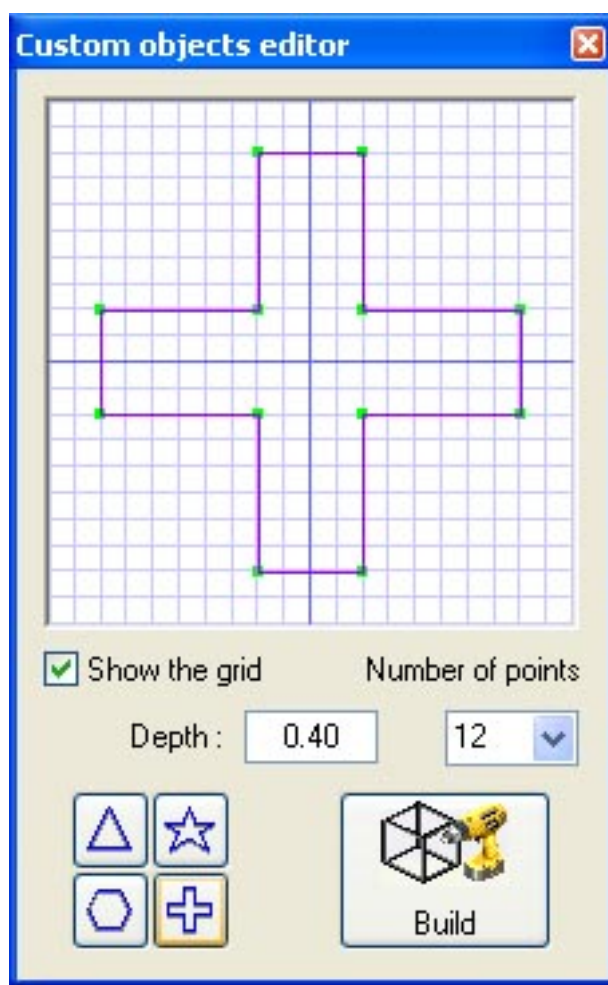 Custom objects editor
Show the grid
Number of points
Depth :
0.40
12
Build